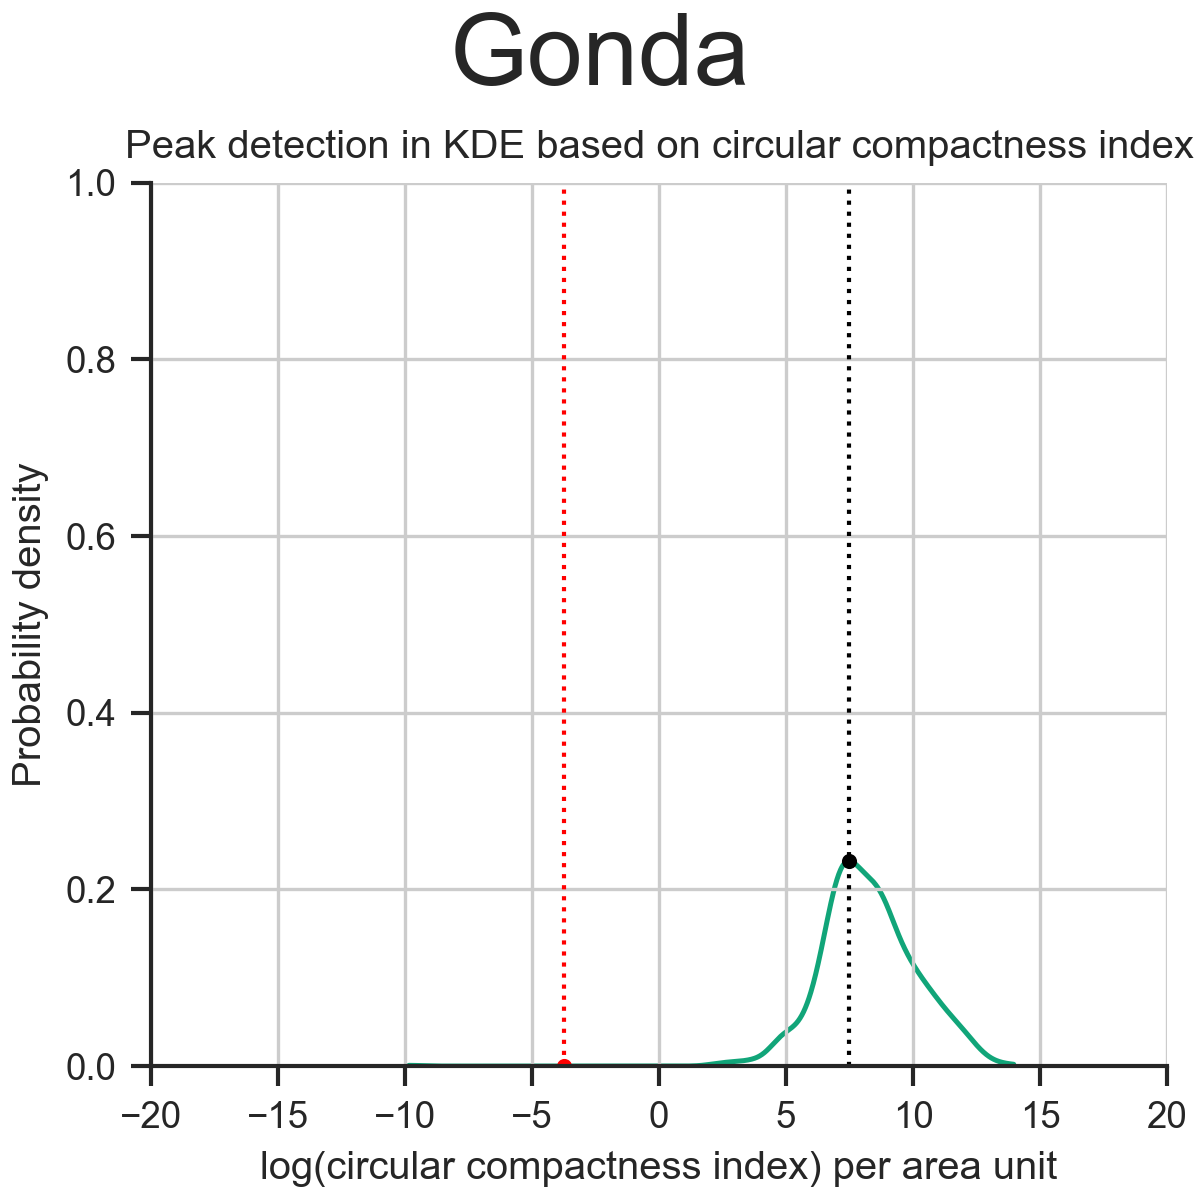 Gonda
Peak detection in KDE based on circular compactness index
1.0
0.8
0.6
0.4
0.2
0.0
Probability density
−20 −15 −10 −5 0 5 10 15 20
log(circular compactness index) per area unit